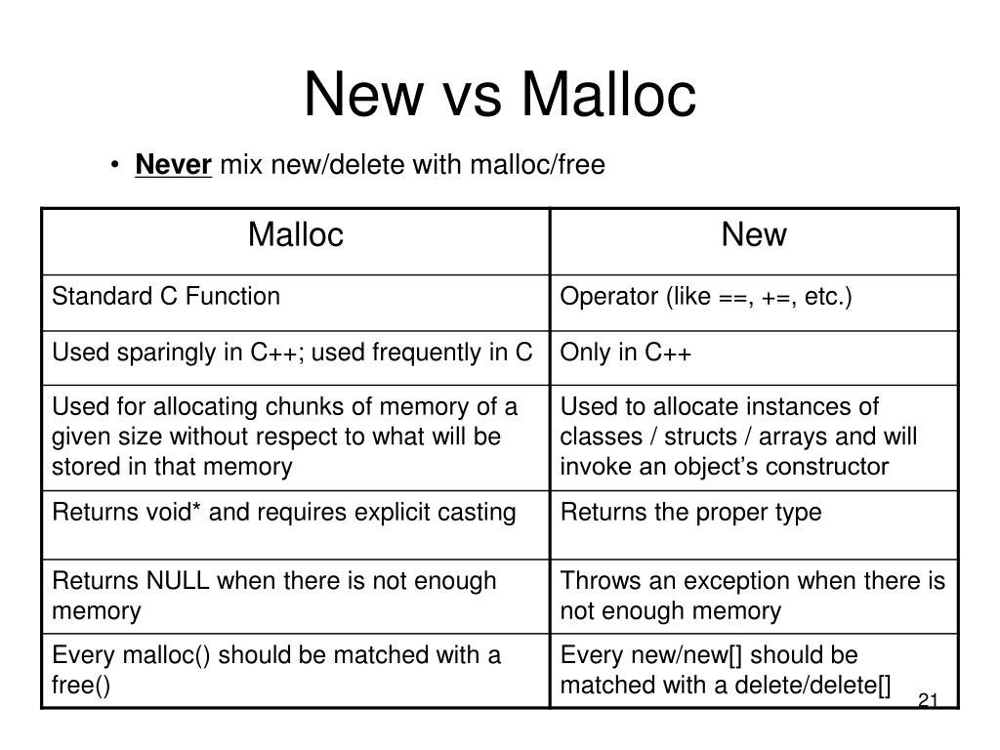 New vs Malloc
• Never mix new/delete with malloc/free
Malloc
New
Standard C Function
Operator (like ==, +=, etc.)
Used sparingly in C++; used frequently in C
Only in C++
Used for allocating chunks of memory of a
given size without respect to what will be
stored in that memory
Used to allocate instances of
classes / structs / arrays and will
invoke an object’s constructor
Returns void* and requires explicit casting
Returns the proper type
Returns NULL when there is not enough
memory
Throws an exception when there is
not enough memory
Every malloc() should be matched with a
free()
Every new/new[] should be
matched with a delete/delete[]
21